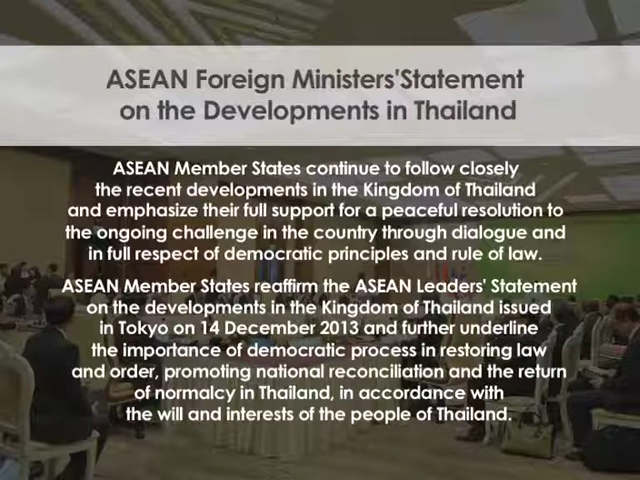 ASEAN Foreign Ministers'Statement
on the Developments in Thailand
ASEAN Member States continue to follow closely
the recent developments in the Kingdom of Thailand
and emphasize their full support for a peaceful resolution to
the ongoing challenge in the country through dialogue and
in full respect of democratic principles and rule of law.
ASEAN Member States reaffirm the ASEAN Leaders' Statement
on the developments in the Kingdom of Thailand issued
in Tokyo on 14 December 2013 and further underline
the importance of democratic process in restoring law
and order, promoting national reconciliation and the return
of normalcy in Thailand, in accordance with
the will and interests of the people of Thailand.